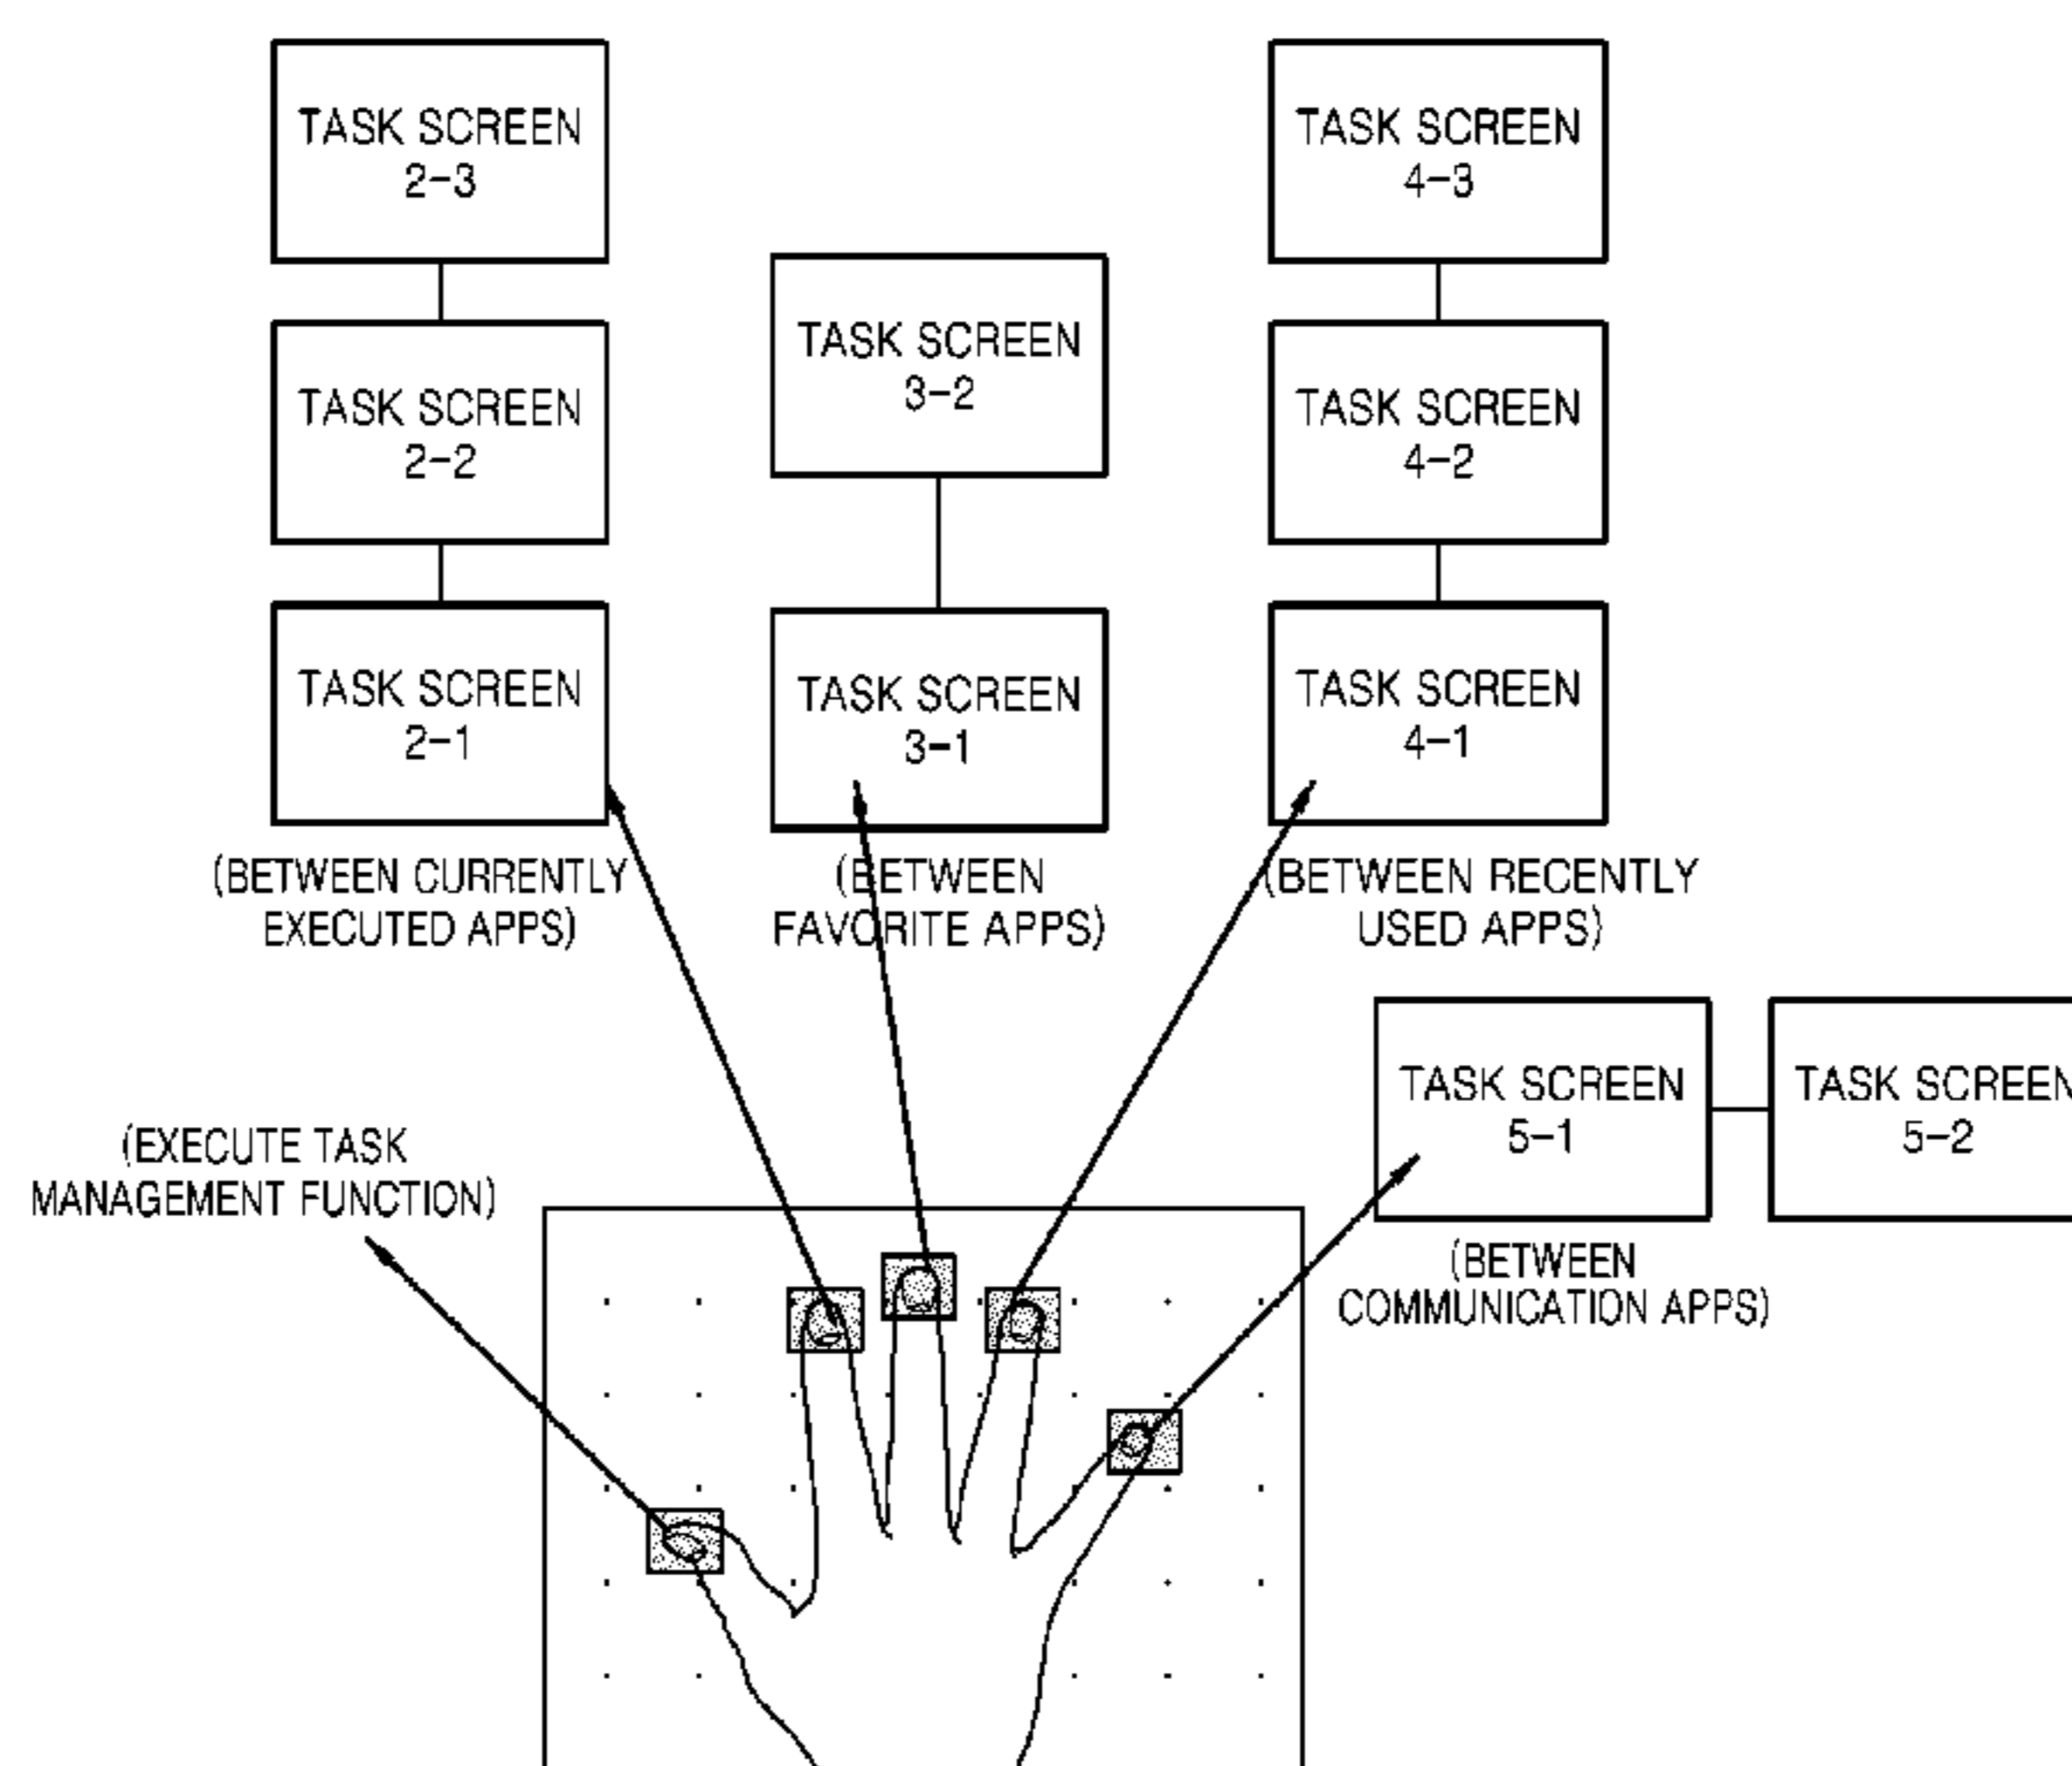 TASK SCREEN
2-3
TASK SCREEN
4-3
TASK SCREEN
3-2
TASK SCREEN
2-2
TASK SCREEN
4-2
TASK SCREEN
2-1
TASK SCREEN
3-1
TASK SCREEN
4-1
(BETWEEN CURRENTLY
EXECUTED APPS)
(BETWEEN
FAVORITE APPS)
(BETWEEN RECENTLY
USED APPS)
TASK SCREEN
5-1
TASK SCREEN
5-2
(EXECUTE TASK
MANAGEMENT FUNCTION)
(BETWEEN
COMMUNICATION APPS)